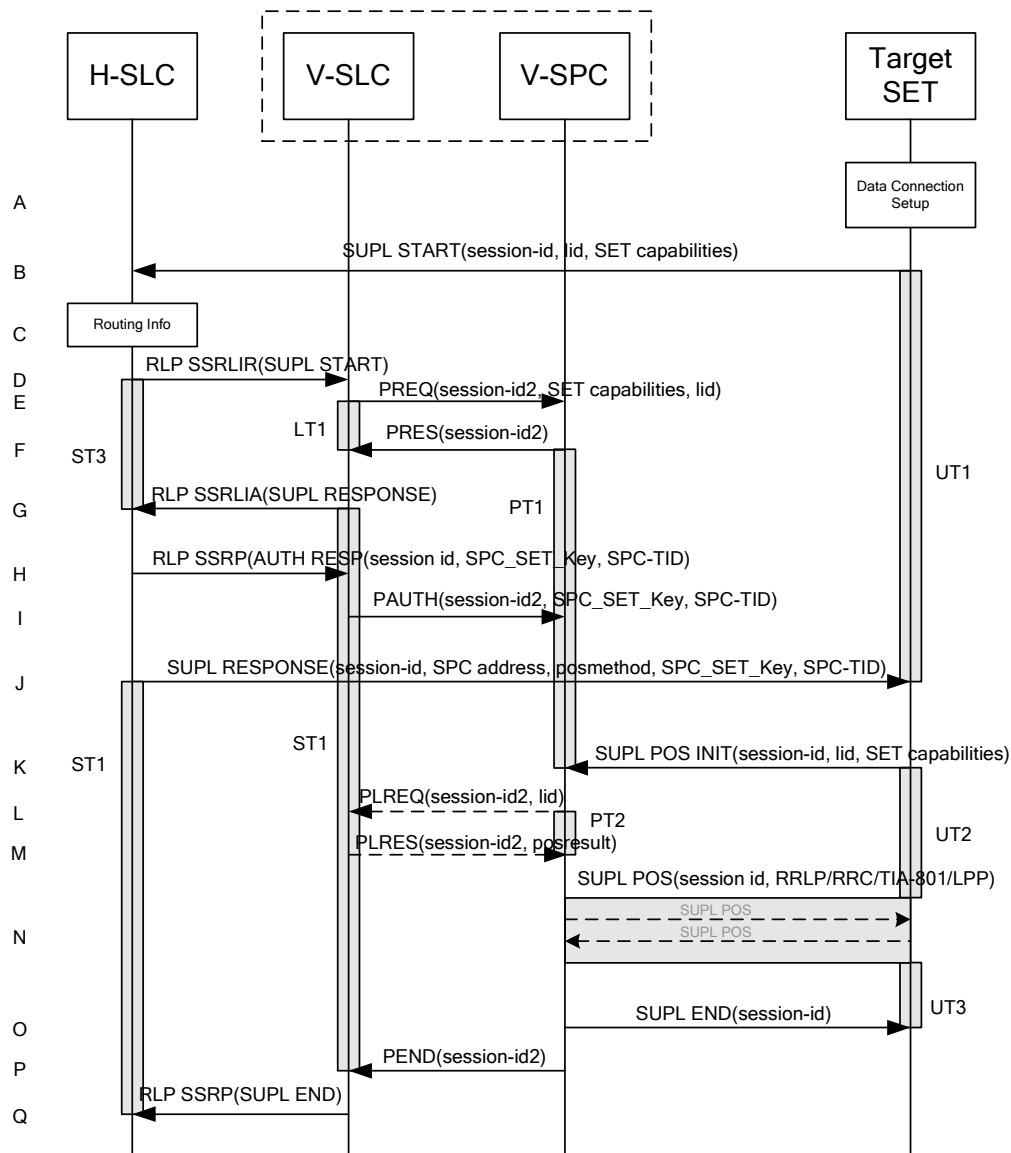 H-SLC
V-SLC
V-SPC
Target
SET
Data Connection
Setup
A
SUPL START(session-id, lid, SET capabilities)
B
Routing Info
C
RLP SSRLIR(SUPL START)
D
PREQ(session-id2, SET capabilities, lid)
E
LT1
PRES(session-id2)
F
ST3
UT1
RLP SSRLIA(SUPL RESPONSE)
PT1
G
RLP SSRP(AUTH RESP(session id, SPC_SET_Key, SPC-TID)
H
PAUTH(session-id2, SPC_SET_Key, SPC-TID)
I
SUPL RESPONSE(session-id, SPC address, posmethod, SPC_SET_Key, SPC-TID)
J
ST1
ST1
SUPL POS INIT(session-id, lid, SET capabilities)
K
PLREQ(session-id2, lid)
L
PT2
UT2
PLRES(session-id2, posresult)
M
SUPL POS(session id, RRLP/RRC/TIA-801/LPP)
SUPL POS
SUPL POS
N
UT3
SUPL END(session-id)
O
PEND(session-id2)
P
RLP SSRP(SUPL END)
Q